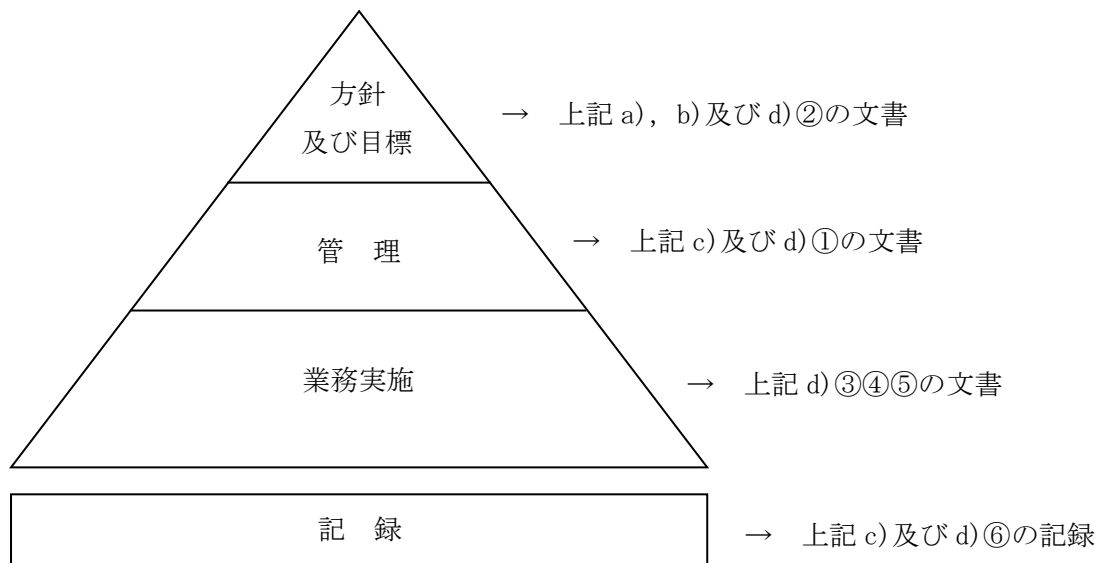 方針
及び目標
→ 上記 a), b)及び d)②の文書
管 理
→ 上記 c)及び d)①の文書
業務実施
→ 上記 d)③④⑤の文書
記 録
→ 上記 c)及び d)⑥の記録